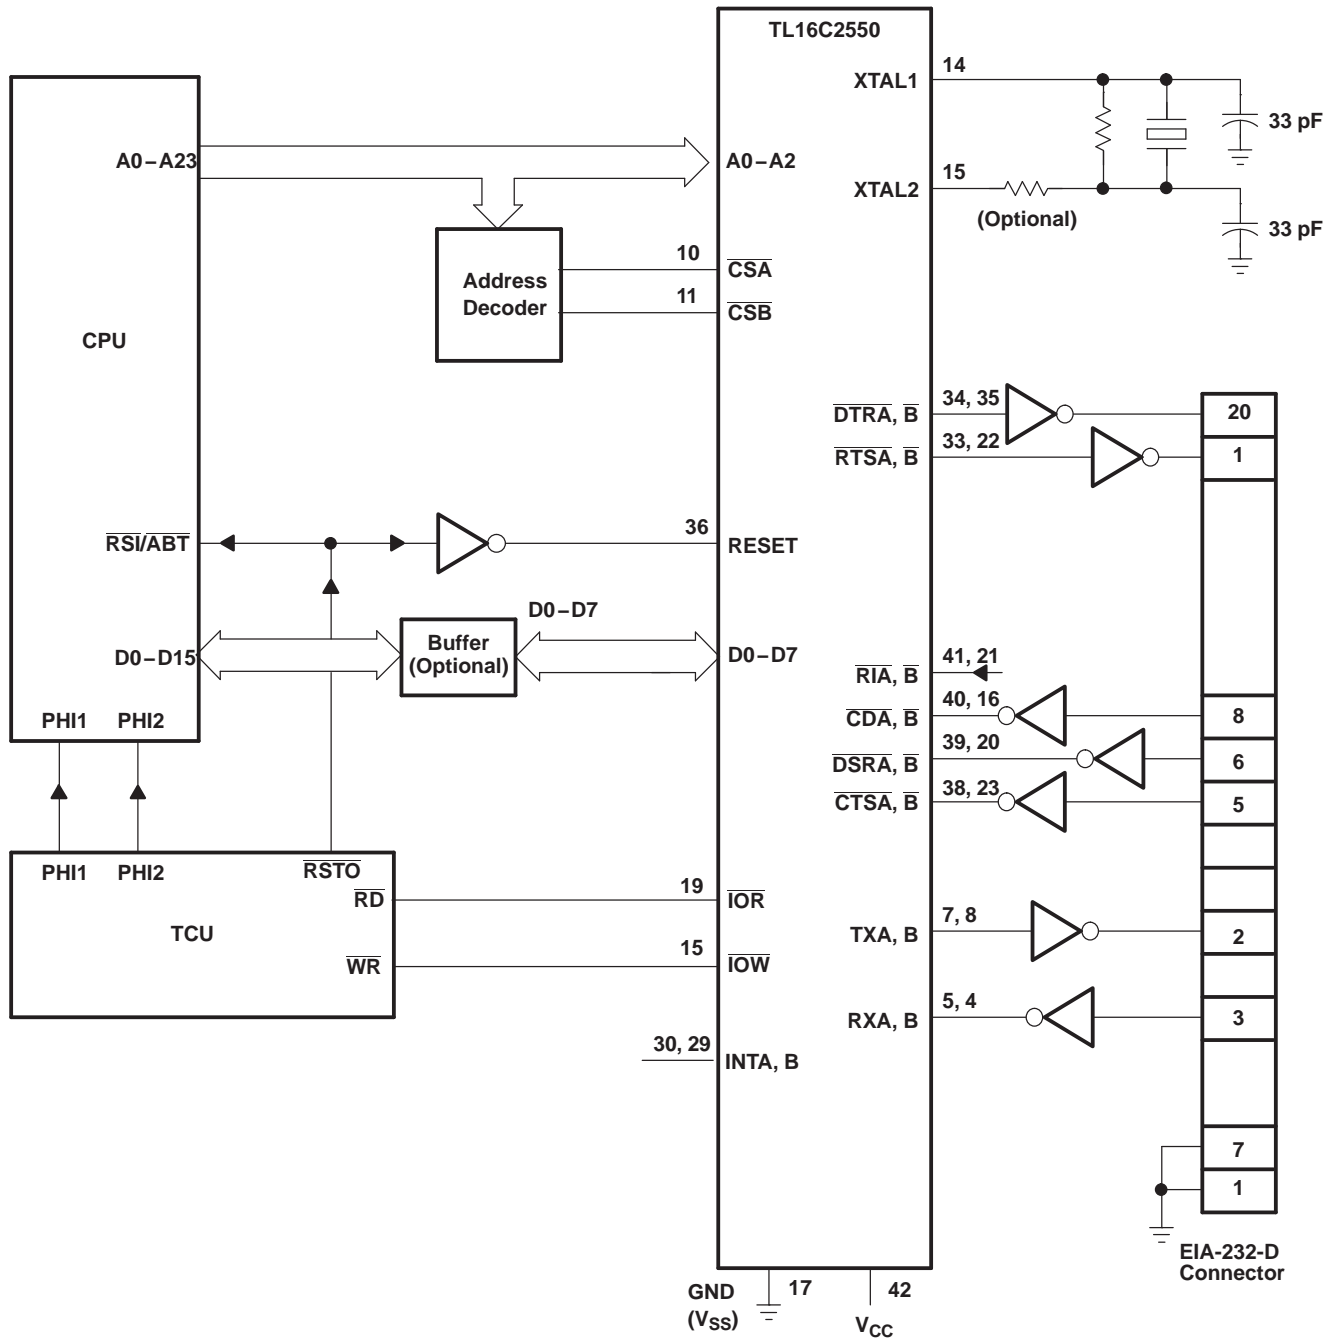 TL16C2550
14
XTAL1
33 pF
A0–A23
A0–A2
15
XTAL2
(Optional)
33 pF
10
CSA
Address
Decoder
11
CSB
CPU
34, 35
DTRA, B
20
33, 22
RTSA, B
1
RSI/ABT
36
RESET
D0–D7
D0–D15
Buffer
(Optional)
D0–D7
41, 21
RIA, B
40, 16
CDA, B
8
39, 20
DSRA, B
6
38, 23
CTSA, B
5
PHI1
PHI2
PHI1
PHI2
RSTO
RD
19
IOR
7, 8
TXA, B
2
TCU
WR
15
IOW
5, 4
RXA, B
3
30, 29
INTA, B
7
1
EIA-232-D
Connector
GND
(VSS)
17
42
VCC